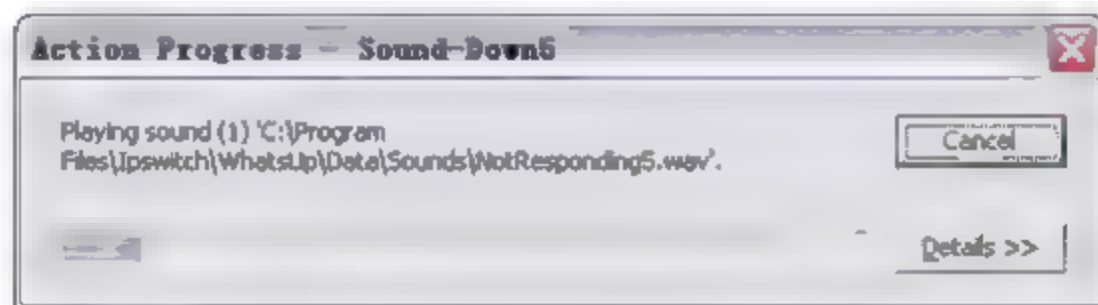 Action Progress - Sound-Down5
Playing sound (1) 'C:\Program
Files\Ipswitch\WhatsUp\Data\Sounds\NotResponding5.wav'.
Cancel
Details >>